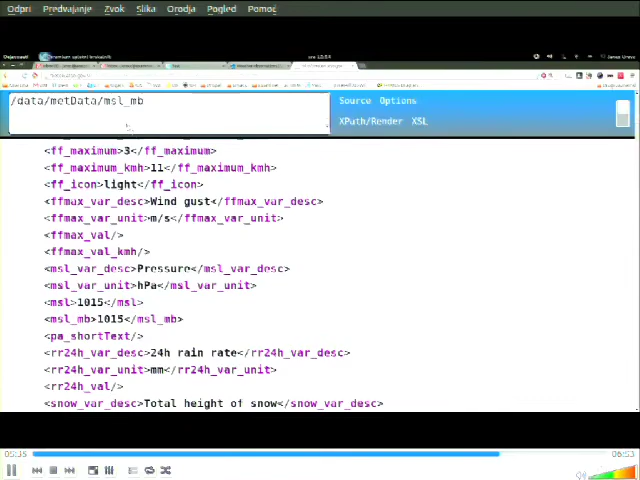 Odpri Predvajanje Zvok Slika Orodja Pogled Pomoč
/data/metData/msl_mb
Source Options
XPath/Render XSL
<ff_maximum>3</ff_maximum>
<ff_maximum_kmh>11</ff_maximum_kmh>
<ff_icon>light</ff_icon>
<ffmax_var_desc>Wind gust</ffmax_var_desc>
<ffmax_var_unit>m/s</ffmax_var_unit>
<ffmax_val/>
<ffmax_val_kmh/>
<msl_var_desc>Pressure</msl_var_desc>
<msl_var_unit>hPa</msl_var_unit>
<msl>1015</msl>
<msl_mb>1015</msl_mb>
<pa_shortText/>
<rr24h_var_desc>24h rain rate</rr24h_var_desc>
<rr24h_var_unit>mm</rr24h_var_unit>
<rr24h_val/>
<snow_var_desc>Total height of snow</snow_var_desc>
05:35 06:53